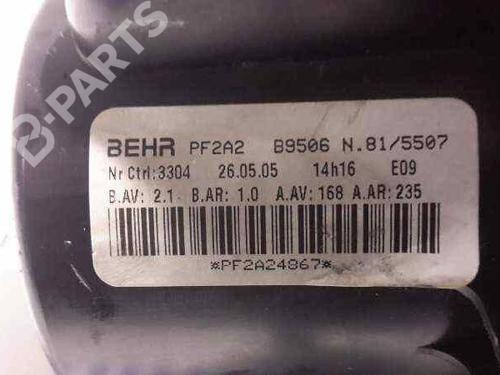 B-PARTS
BEHR PF2A2 B9506 N.81/5507
Nr Ctrl:3304 26.05.05 14h16 E09
B.AV: 2.1 B.AR: 1.0 A.AV: 168 A.AR: 235
*PF2A24867*
B-PARTS